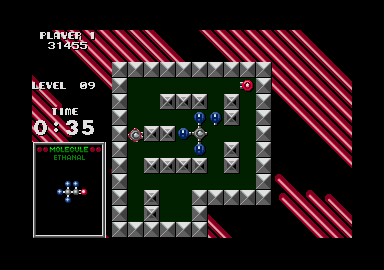 PLAYER 1
31455
LEVEL 09
TIME
0:35
MOLECULE
ETHANAL